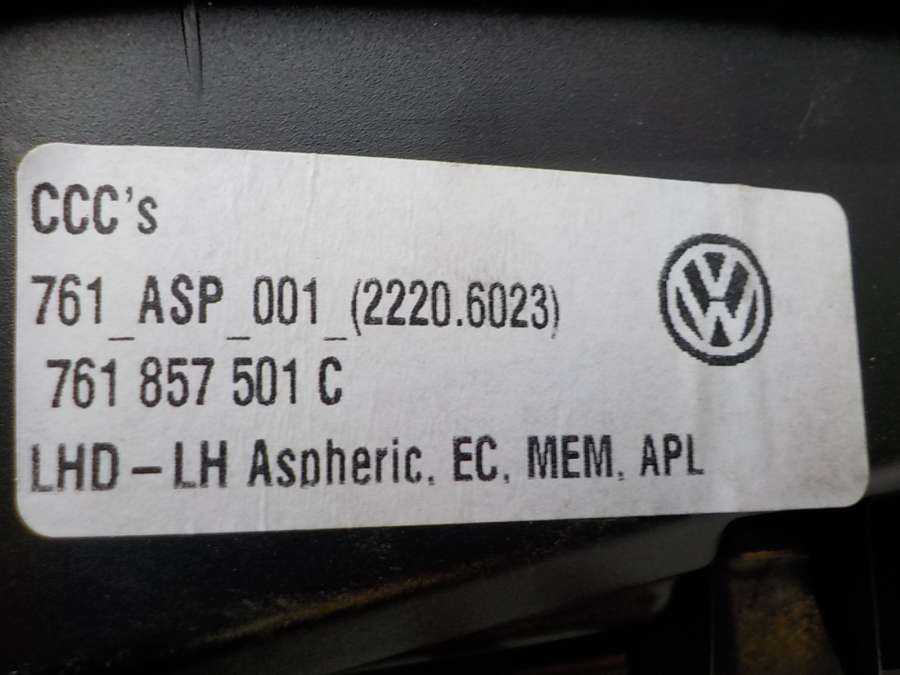 CCC's
761_ASP_001_(2220.6023)
761 857 501 C
LHD – LH Aspheric, EC, MEM, APL